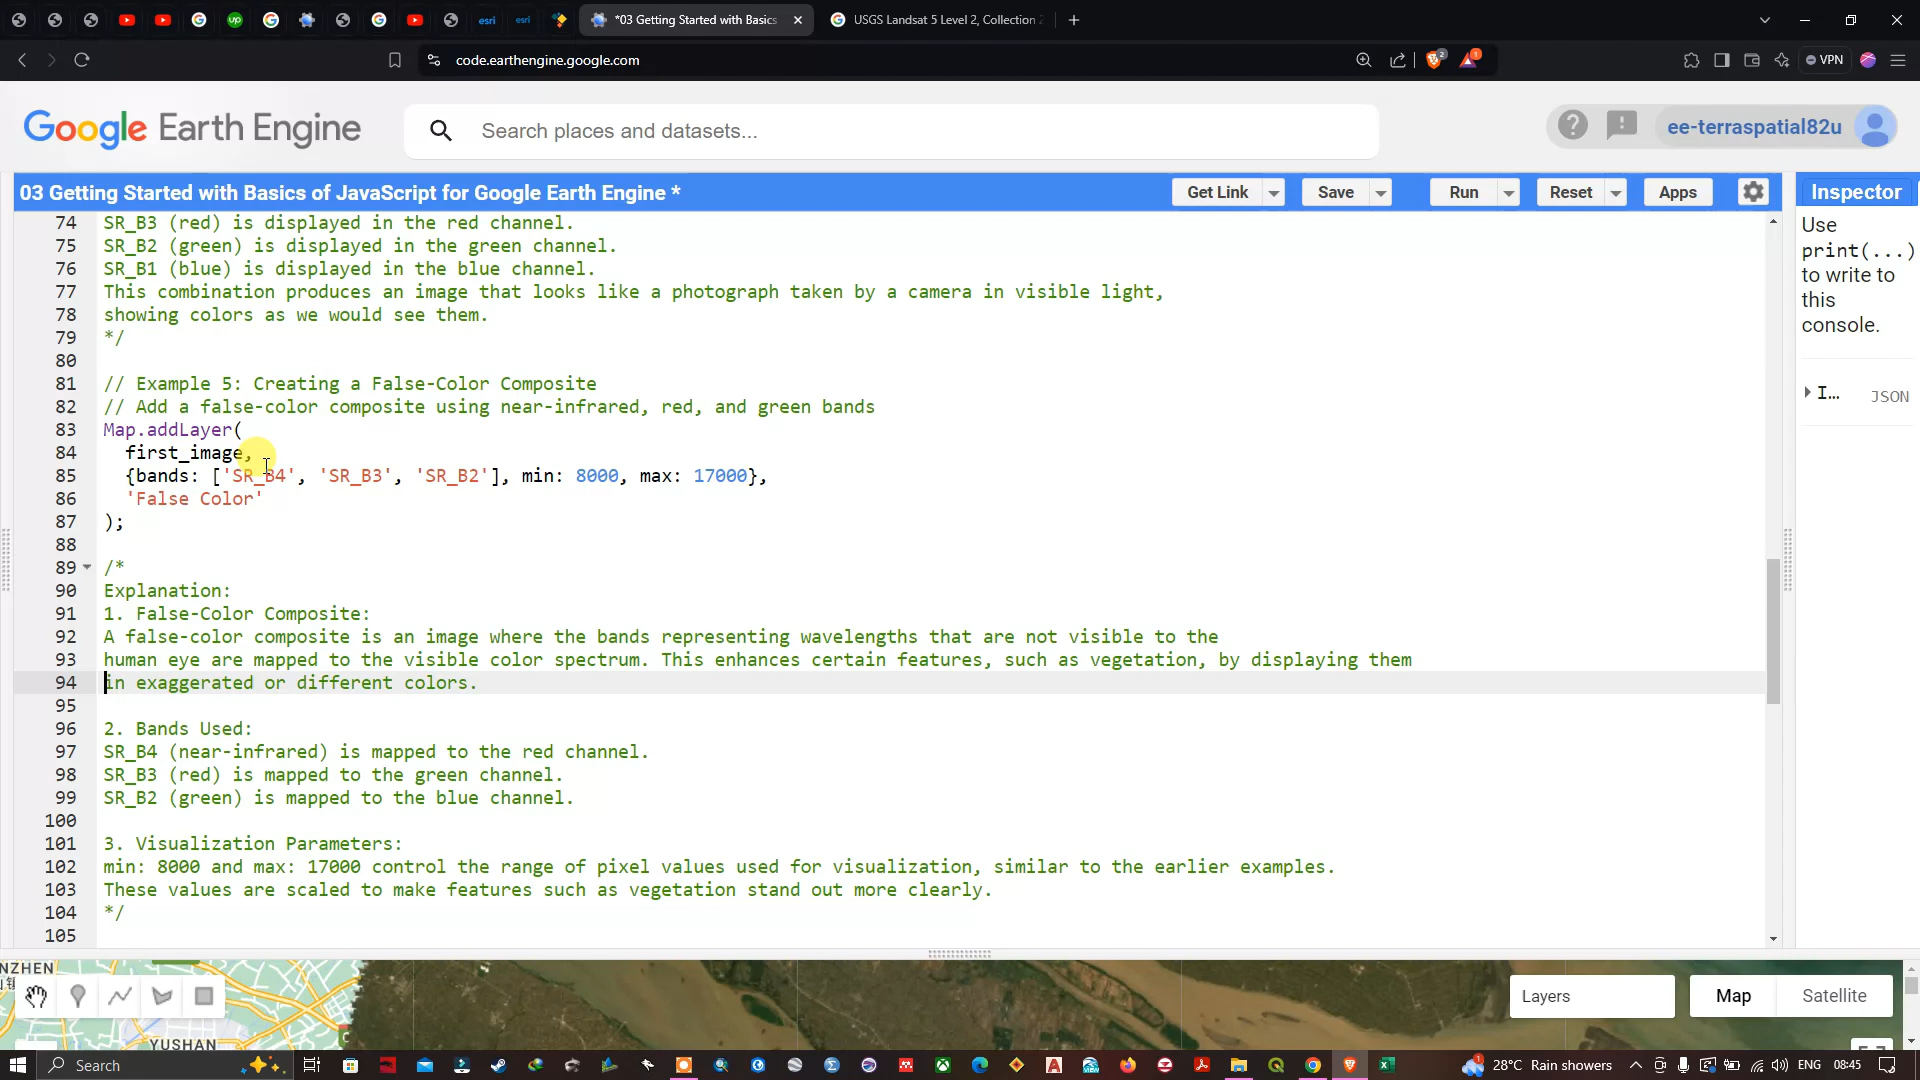 *03 Getting Started with Basics
USGS Landsat 5 Level 2, Collection 2
code.earthengine.google.com
VPN
Google Earth Engine
Search places and datasets...
ee-terraspatial82u
03 Getting Started with Basics of JavaScript for Google Earth Engine *
Get Link
Save
Run
Reset
Apps
Inspector
Use
print(...)
to write to
this
console.
I... JSON
74 SR_B3 (red) is displayed in the red channel.
75 SR_B2 (green) is displayed in the green channel.
76 SR_B1 (blue) is displayed in the blue channel.
77 This combination produces an image that looks like a photograph taken by a camera in visible light,
78 showing colors as we would see them.
79 */
80
81 // Example 5: Creating a False-Color Composite
82 // Add a false-color composite using near-infrared, red, and green bands
83 Map.addLayer(
84 first_image,
85 {bands: ['SR_B4', 'SR_B3', 'SR_B2'], min: 8000, max: 17000},
86 'False Color'
87 );
88
89 /*
90 Explanation:
91 1. False-Color Composite:
92 A false-color composite is an image where the bands representing wavelengths that are not visible to the
93 human eye are mapped to the visible color spectrum. This enhances certain features, such as vegetation, by displaying them
94 in exaggerated or different colors.
95
96 2. Bands Used:
97 SR_B4 (near-infrared) is mapped to the red channel.
98 SR_B3 (red) is mapped to the green channel.
99 SR_B2 (green) is mapped to the blue channel.
100
101 3. Visualization Parameters:
102 min: 8000 and max: 17000 control the range of pixel values used for visualization, similar to the earlier examples.
103 These values are scaled to make features such as vegetation stand out more clearly.
104 */
105
NZHEN
YUSHAN
Layers
Map
Satellite
Search
28°C Rain showers
ENG
08:45